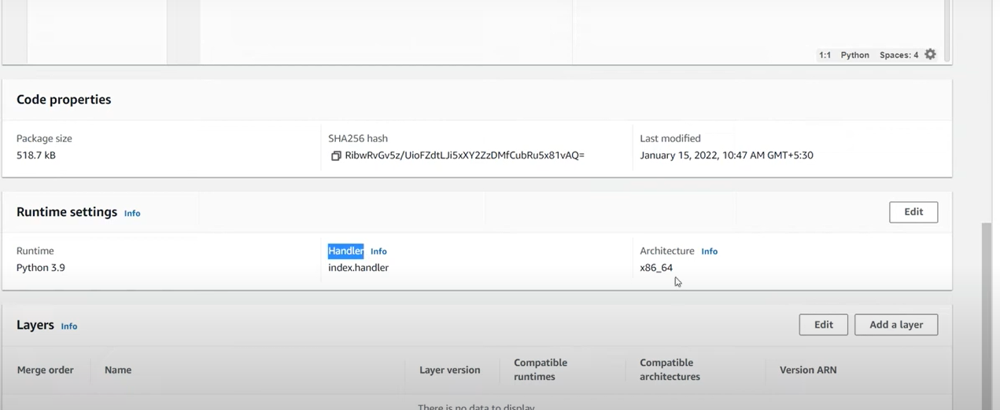 1:1 Python Spaces: 4
Code properties
Package size
518.7 kB
SHA256 hash
RibwRvGv5z/UioFZdtLJi5xXY2ZzDMfCubRu5x81vAQ=
Last modified
January 15, 2022, 10:47 AM GMT+5:30
Runtime settings Info
Edit
Runtime
Python 3.9
Handler Info
index.handler
Architecture Info
x86_64
Layers Info
Edit
Add a layer
Merge order
Name
Layer version
Compatible
runtimes
Compatible
architectures
Version ARN
There is no data to display.